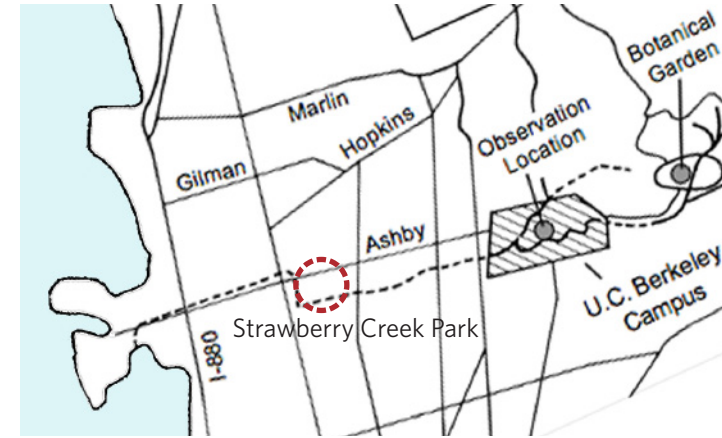 Botanical
Garden
Marlin
Hopkins
Observation
Location
Gilman
Ashby
U.C. Berkeley
Campus
Strawberry Creek Park
I-880